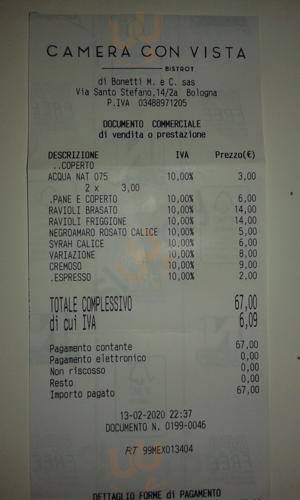 CAMERA CON VISTA
BISTROT
di Bonetti M. e C. sas
Via Santo Stefano,14/2a Bologna
P.IVA 03488971205
DOCUMENTO COMMERCIALE
di vendita o prestazione
DESCRIZIONE IVA Prezzo(€)
..COPERTO
ACQUA NAT 075 10,00% 3,00
2 x 3,00
.PANE E COPERTO 10,00% 6,00
RAVIOLI BRASATO 10,00% 14,00
RAVIOLI FRIGGIONE 10,00% 14,00
NEGROAMARO ROSATO CALICE 10,00% 5,00
SYRAH CALICE 10,00% 6,00
VARIAZIONE 10,00% 8,00
CREMOSO 10,00% 9,00
.ESPRESSO 10,00% 2,00
TOTALE COMPLESSIVO 67,00
di cui IVA 6,09
Pagamento contante 67,00
Pagamento elettronico 0,00
Non riscosso 0,00
Resto 0,00
Importo pagato 67,00
13-02-2020 22:37
DOCUMENTO N. 0199-0046
RT 99MEX013404
DETTAGLIO FORME di PAGAMENTO